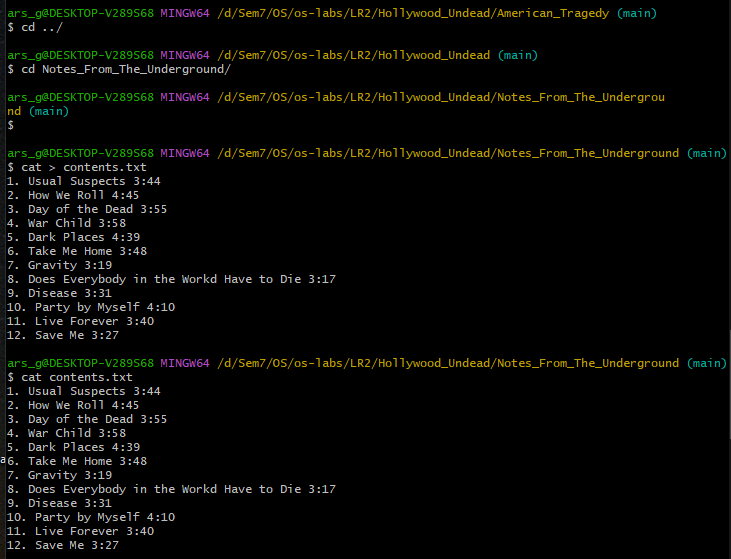 ars_g@DESKTOP-V289S68 MINGW64 /d/Sem7/OS/os-labs/LR2/Hollywood_Undead/American_Tragedy (main)
$ cd ../
ars_g@DESKTOP-V289S68 MINGW64 /d/Sem7/OS/os-labs/LR2/Hollywood_Undead (main)
$ cd Notes_From_The_Underground/
ars_g@DESKTOP-V289S68 MINGW64 /d/Sem7/OS/os-labs/LR2/Hollywood_Undead/Notes_From_The_Undergrou
nd (main)
$
ars_g@DESKTOP-V289S68 MINGW64 /d/Sem7/OS/os-labs/LR2/Hollywood_Undead/Notes_From_The_Underground (main)
$ cat > contents.txt
1. Usual Suspects 3:44
2. How We Roll 4:45
3. Day of the Dead 3:55
4. War Child 3:58
5. Dark Places 4:39
6. Take Me Home 3:48
7. Gravity 3:19
8. Does Everybody in the Workd Have to Die 3:17
9. Disease 3:31
10. Party by Myself 4:10
11. Live Forever 3:40
12. Save Me 3:27
ars_g@DESKTOP-V289S68 MINGW64 /d/Sem7/OS/os-labs/LR2/Hollywood_Undead/Notes_From_The_Underground (main)
$ cat contents.txt
1. Usual Suspects 3:44
2. How We Roll 4:45
3. Day of the Dead 3:55
4. War Child 3:58
5. Dark Places 4:39
6. Take Me Home 3:48
7. Gravity 3:19
8. Does Everybody in the Workd Have to Die 3:17
9. Disease 3:31
10. Party by Myself 4:10
11. Live Forever 3:40
12. Save Me 3:27